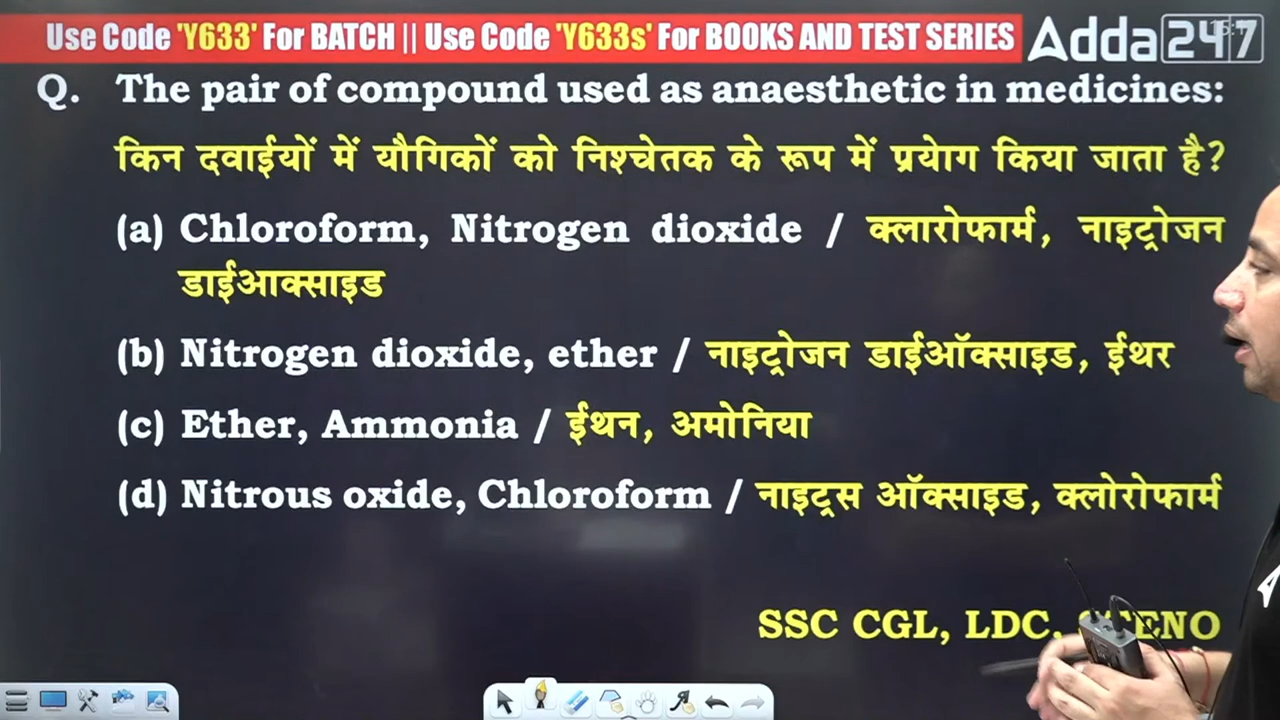 Use Code 'Y633' For BATCH || Use Code 'Y633s' For BOOKS AND TEST SERIES
Adda247
Q. The pair of compound used as anaesthetic in medicines:
किन दवाईयों में यौगिकों को निश्चेतक के रूप में प्रयोग किया जाता है?
(a) Chloroform, Nitrogen dioxide / क्लारोफार्म, नाइट्रोजन
डाईआक्साइड
(b) Nitrogen dioxide, ether / नाइट्रोजन डाईऑक्साइड, ईथर
(c) Ether, Ammonia / ईथन, अमोनिया
(d) Nitrous oxide, Chloroform / नाइट्रस ऑक्साइड, क्लोरोफार्म
SSC CGL, LDC,